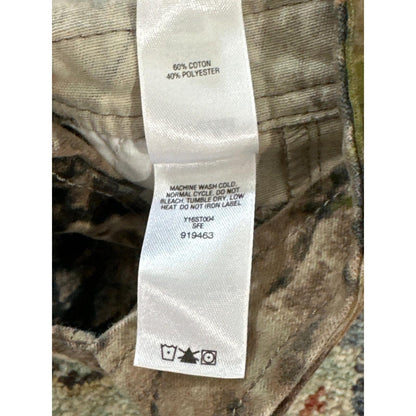 60% COTTON
40% POLYESTER
MACHINE WASH COLD,
NORMAL CYCLE. DO NOT
BLEACH, TUMBLE DRY, LOW
HEAT. DO NOT IRON LABEL
Y16ST004
SFE
919463